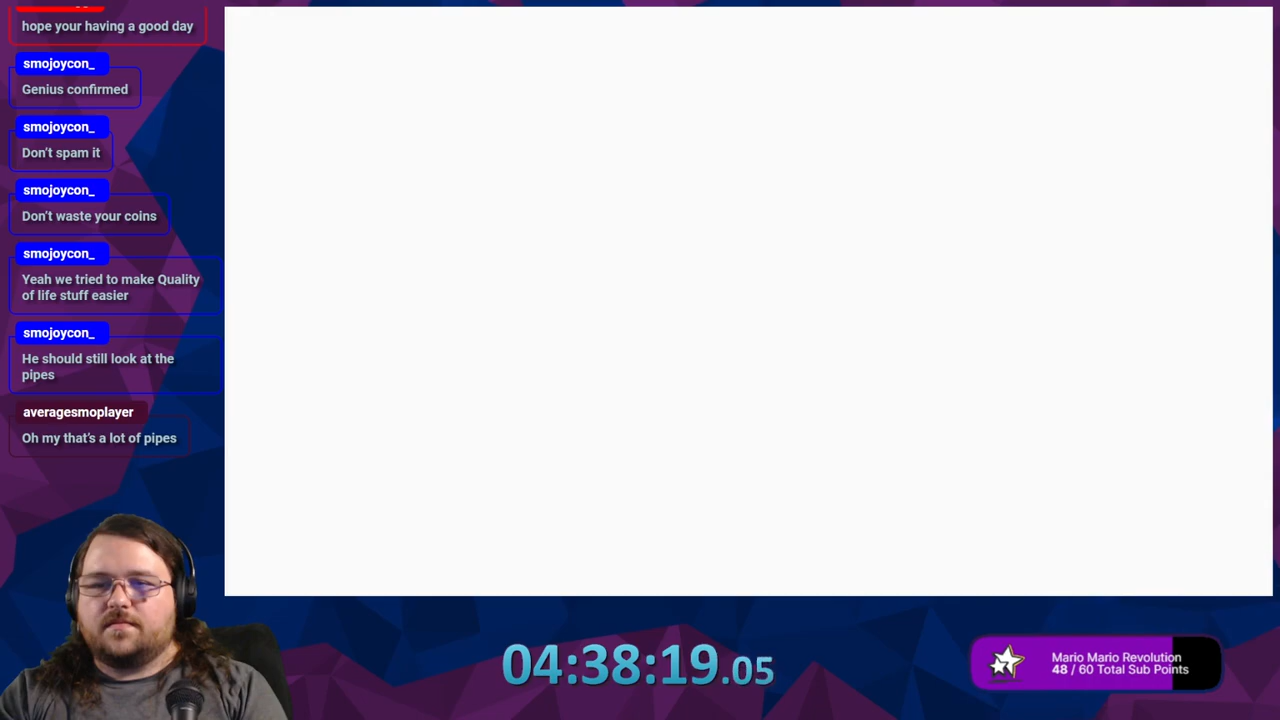 hope your having a good day
smojoycon_
Genius confirmed
smojoycon_
Don't spam it
smojoycon_
Don't waste your coins
smojoycon_
Yeah we tried to make Quality
of life stuff easier
smojoycon_
He should still look at the
pipes
averagesmoplayer
Oh my that's a lot of pipes
04:38:19.05
Mario Mario Revolution
48 / 60 Total Sub Points